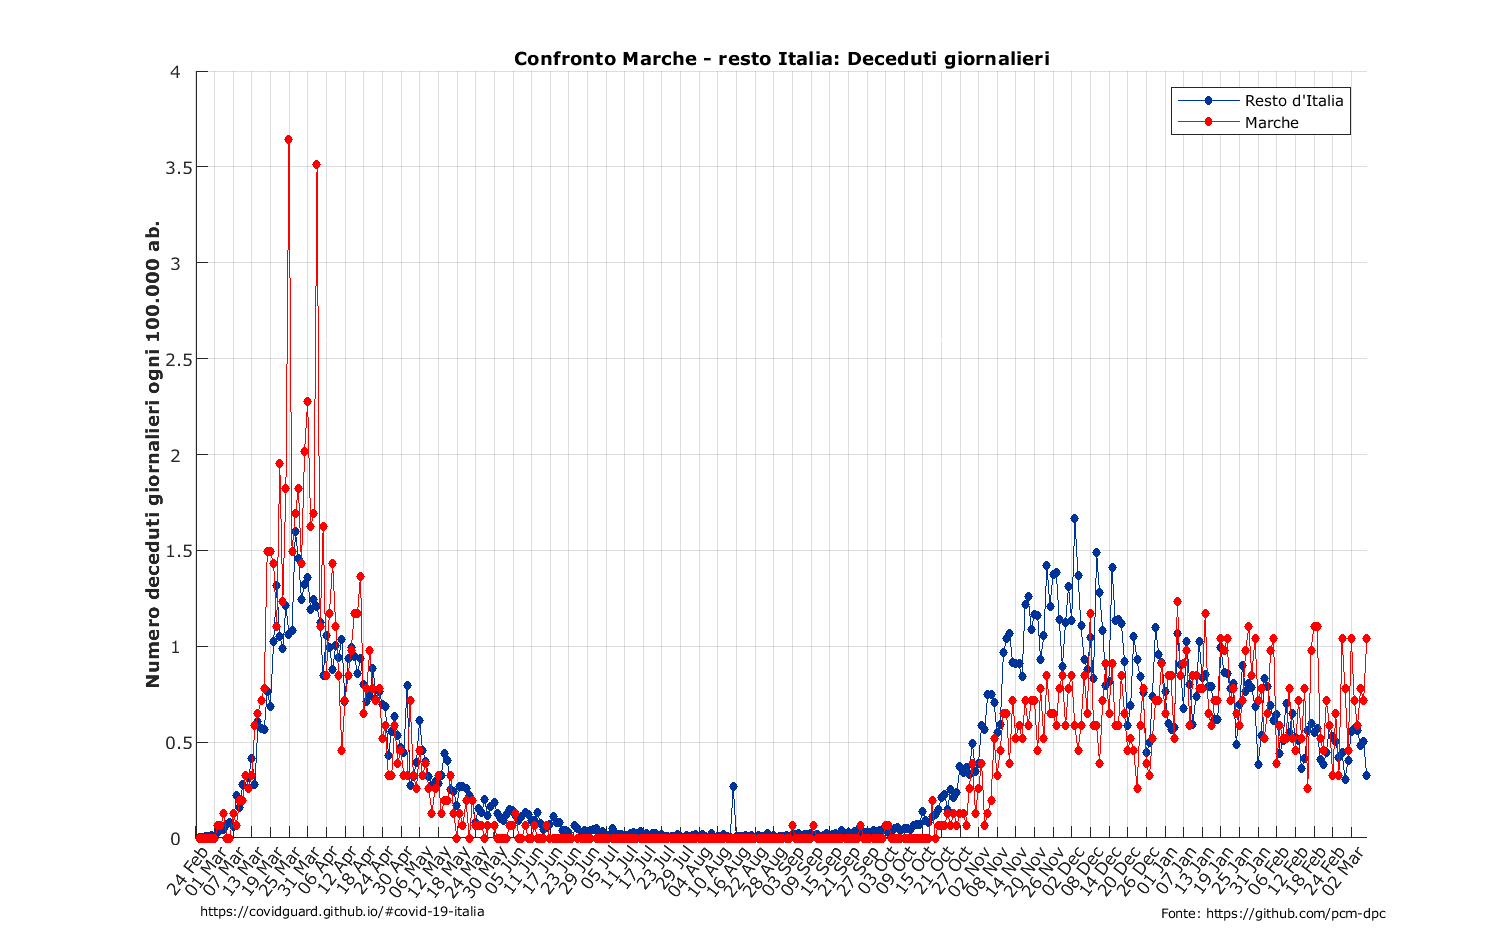 Confronto Marche - resto Italia: Deceduti giornalieri
Numero deceduti giornalieri ogni 100.000 ab.
4
3.5
3
2.5
2
1.5
1
0.5
0
Resto d'Italia
Marche
24 Feb
01 Mar
07 Mar
13 Mar
19 Mar
25 Mar
31 Mar
06 Apr
12 Apr
18 Apr
24 Apr
30 Apr
06 May
12 May
18 May
24 May
30 May
05 Jun
11 Jun
17 Jun
23 Jun
29 Jun
05 Jul
11 Jul
17 Jul
23 Jul
29 Jul
04 Aug
10 Aug
16 Aug
22 Aug
28 Aug
03 Sep
09 Sep
15 Sep
21 Sep
27 Sep
03 Oct
09 Oct
15 Oct
21 Oct
27 Oct
02 Nov
08 Nov
14 Nov
20 Nov
26 Nov
02 Dec
08 Dec
14 Dec
20 Dec
26 Dec
01 Jan
07 Jan
13 Jan
19 Jan
25 Jan
31 Jan
06 Feb
12 Feb
18 Feb
24 Feb
02 Mar
https://covidguard.github.io/#covid-19-italia
Fonte: https://github.com/pcm-dpc